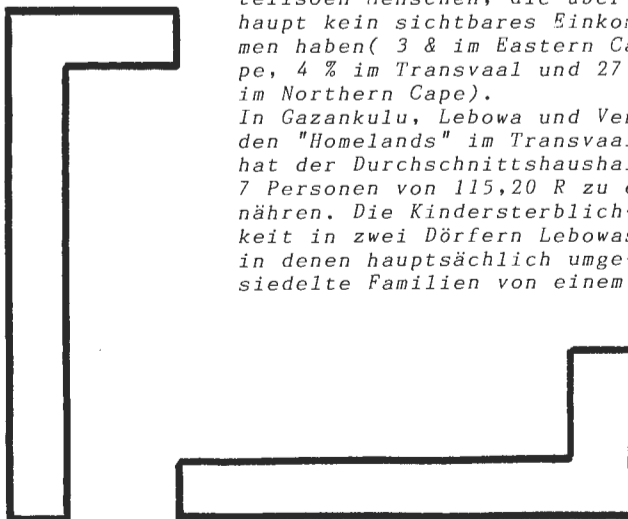 haupt kein sichtbares Einkom
men haben( 3 & im Eastern Ca
pe, 4 % im Transvaal und 27
im Northern Cape).
In Gazankulu, Lebowa und Ven
den "Homelands" im Transvaal
hat der Durchschnittshaushal
7 Personen von 115,20 R zu e
nähren. Die Kindersterblich-
keit in zwei Dörfern Lebowas
in denen hauptsächlich umge-
siedelte Familien von einem